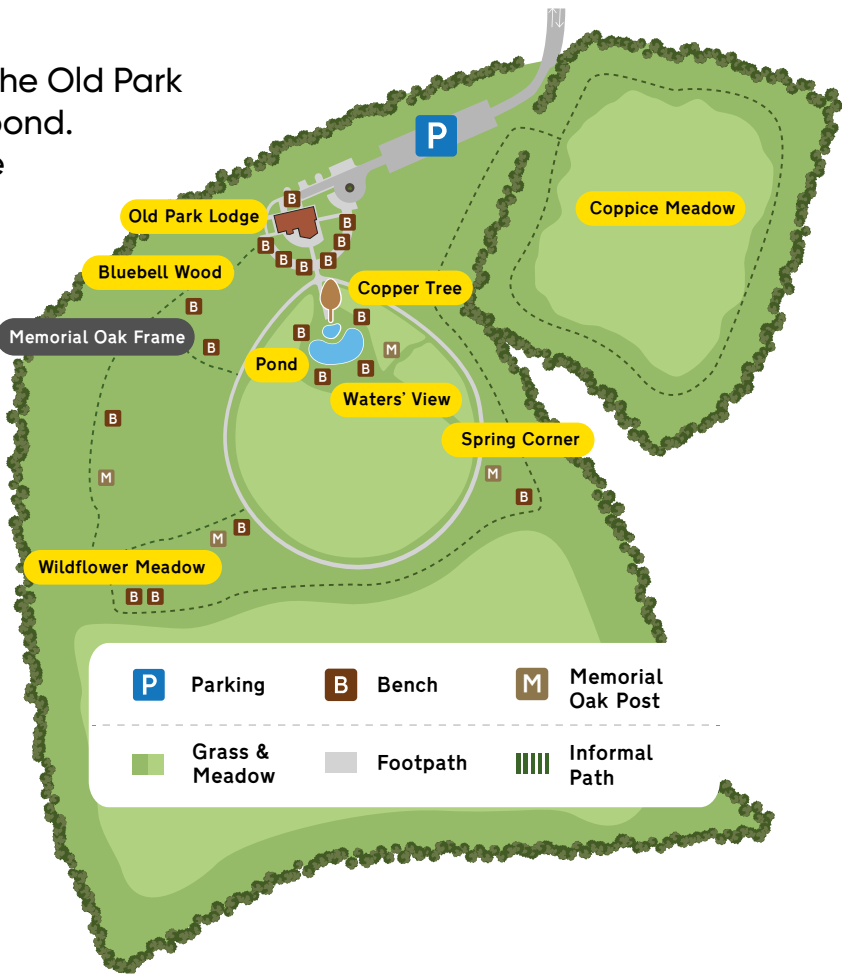 he Old Park
ond.
e
P
B
Old Park Lodge
B
B
B
B
B
B
Coppice Meadow
Bluebell Wood
Copper Tree
B
B
B
Memorial Oak Frame
B
M
Pond
B
B
Waters' View
B
Spring Corner
M
M
B
B
M
Wildflower Meadow
B
B
P Parking
B Bench
M Memorial
Oak Post
Grass &
Meadow
Footpath
Informal
Path